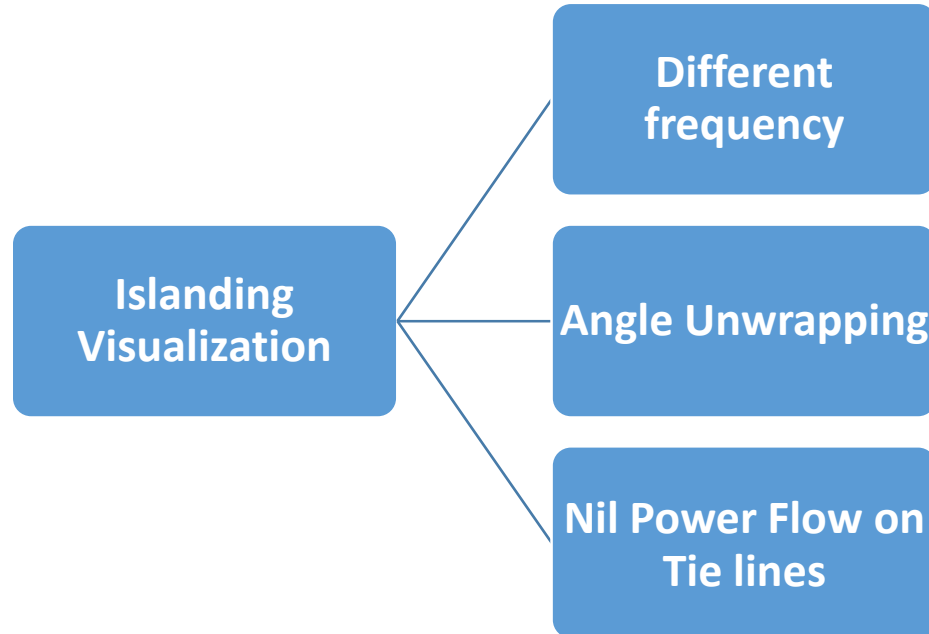 Different
frequency
Islanding
Visualization
Angle Unwrapping
Nil Power Flow on
Tie lines